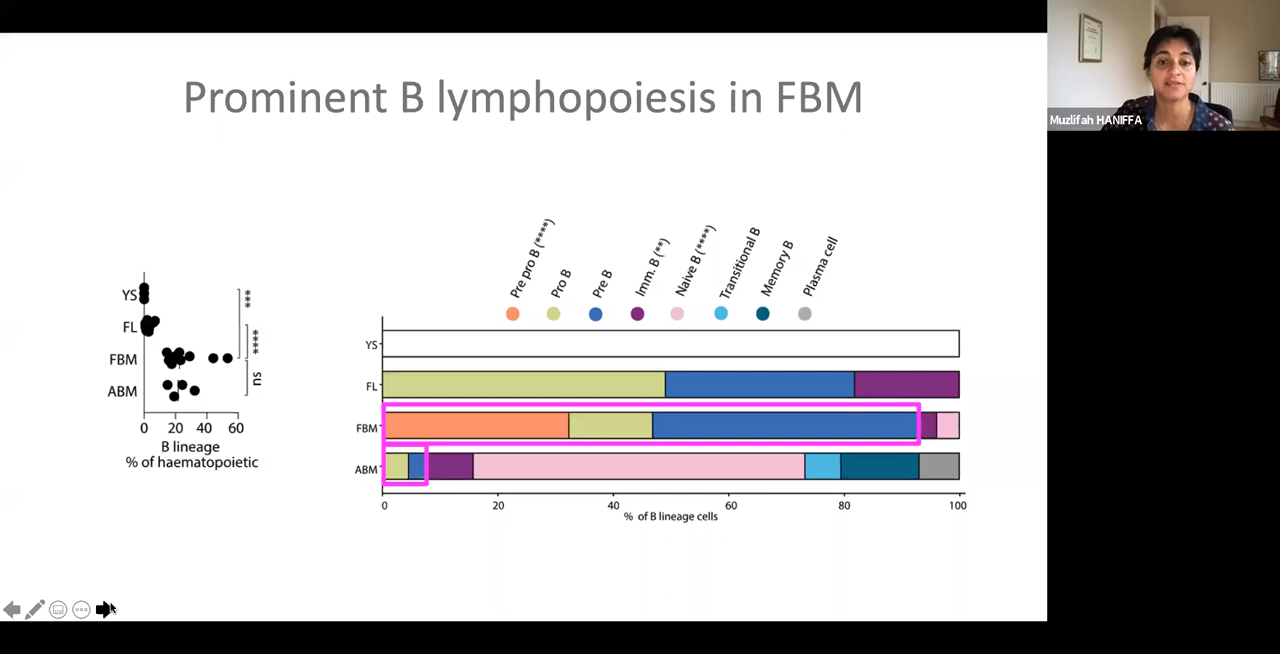 Prominent B lymphopoiesis in FBM
Muzlifah HANIFFA
YS
FL
FBM
ABM
***
****
ns
0 20 40 60
B lineage
% of haematopoietic
Pre pro B (****)
Pro B
Pre B
Imm. B (**)
Naive B (****)
Transitional B
Memory B
Plasma cell
YS
FL
FBM
ABM
0 20 40 60 80 100
% of B lineage cells